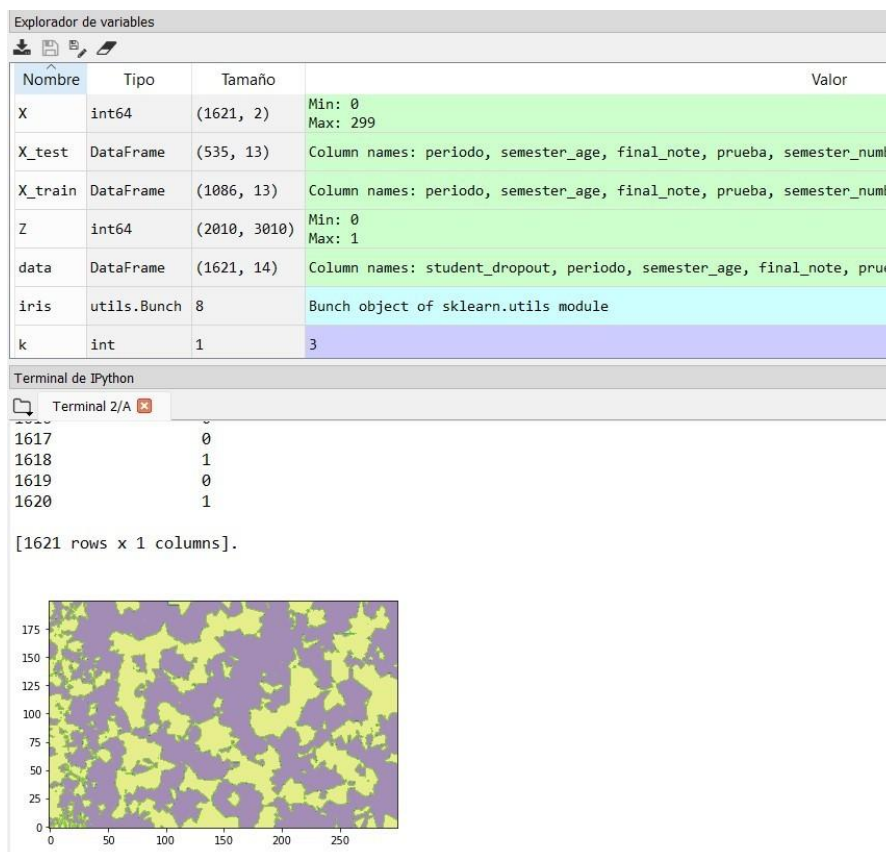 Explorador de variables
Nombre Tipo Tamaño Valor
X int64 (1621, 2) Min: 0
Max: 299
X_test DataFrame (535, 13) Column names: periodo, semester_age, final_note, prueba, semester_num
X_train DataFrame (1086, 13) Column names: periodo, semester_age, final_note, prueba, semester_num
Z int64 (2010, 3010) Min: 0
Max: 1
data DataFrame (1621, 14) Column names: student_dropout, periodo, semester_age, final_note, prue
iris utils.Bunch 8 Bunch object of sklearn.utils module
k int 1 3
Terminal de IPython
Terminal 2/A
1617 0
1618 1
1619 0
1620 1
[1621 rows x 1 columns].
175
150
125
100
75
50
25
0
0 50 100 150 200 250